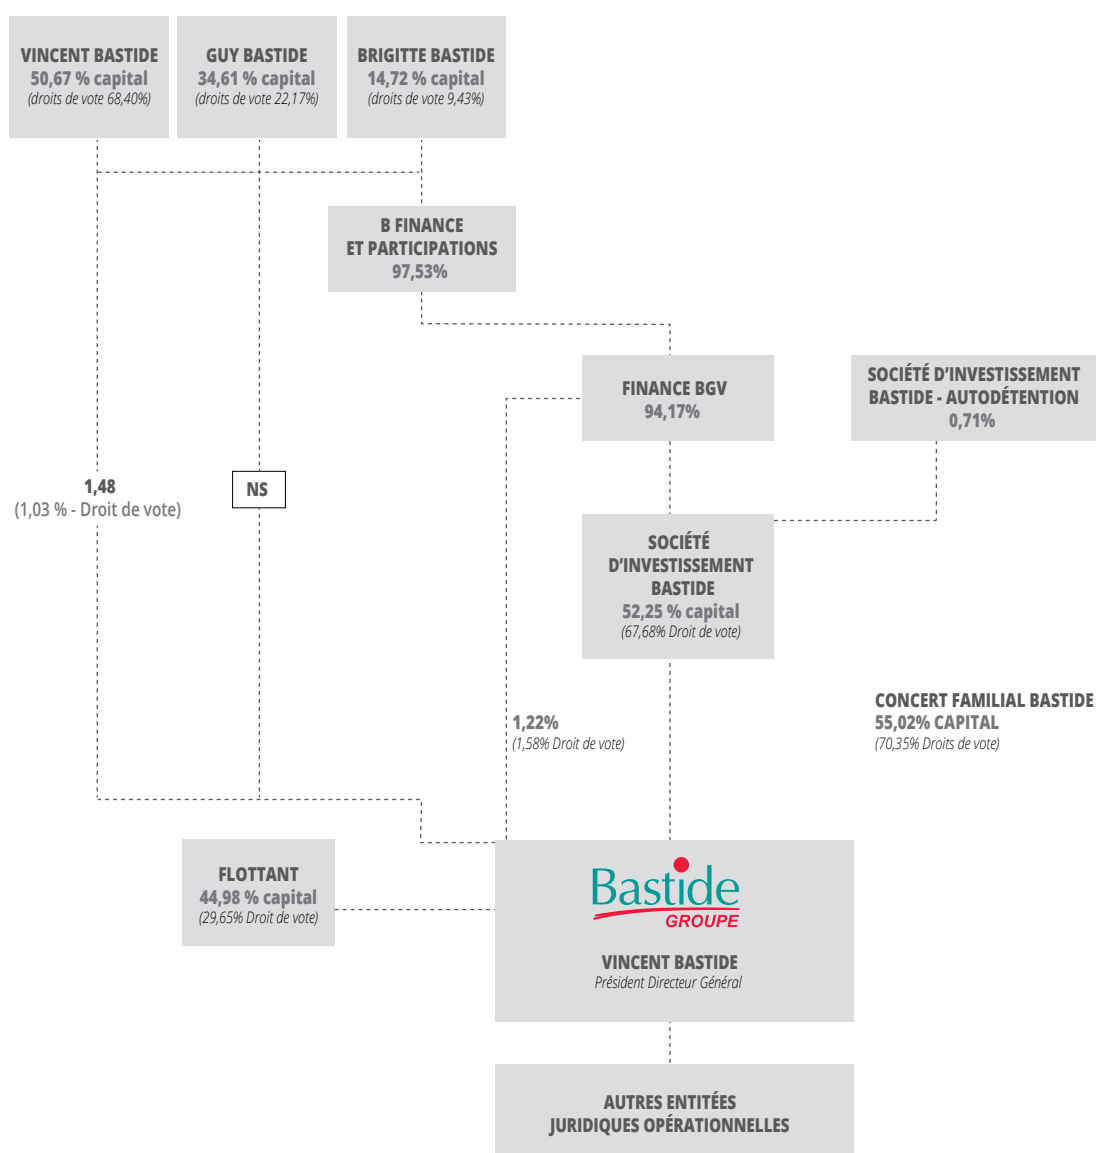 VINCENT BASTIDE
50,67 % capital
(droits de vote 68,40%)
GUY BASTIDE
34,61 % capital
(droits de vote 22,17%)
BRIGITTE BASTIDE
14,72 % capital
(droits de vote 9,43%)
B FINANCE
ET PARTICIPATIONS
97,53%
FINANCE BGV
94,17%
SOCIÉTÉ D'INVESTISSEMENT
BASTIDE - AUTODÉTENTION
0,71%
1,48
(1,03 % - Droit de vote)
NS
SOCIÉTÉ
D'INVESTISSEMENT
BASTIDE
52,25 % capital
(67,68% Droit de vote)
1,22%
(1,58% Droit de vote)
CONCERT FAMILIAL BASTIDE
55,02% CAPITAL
(70,35% Droits de vote)
FLOTTANT
44,98 % capital
(29,65% Droit de vote)
Bastide
GROUPE
VINCENT BASTIDE
Président Directeur Général
AUTRES ENTITÉES
JURIDIQUES OPÉRATIONNELLES